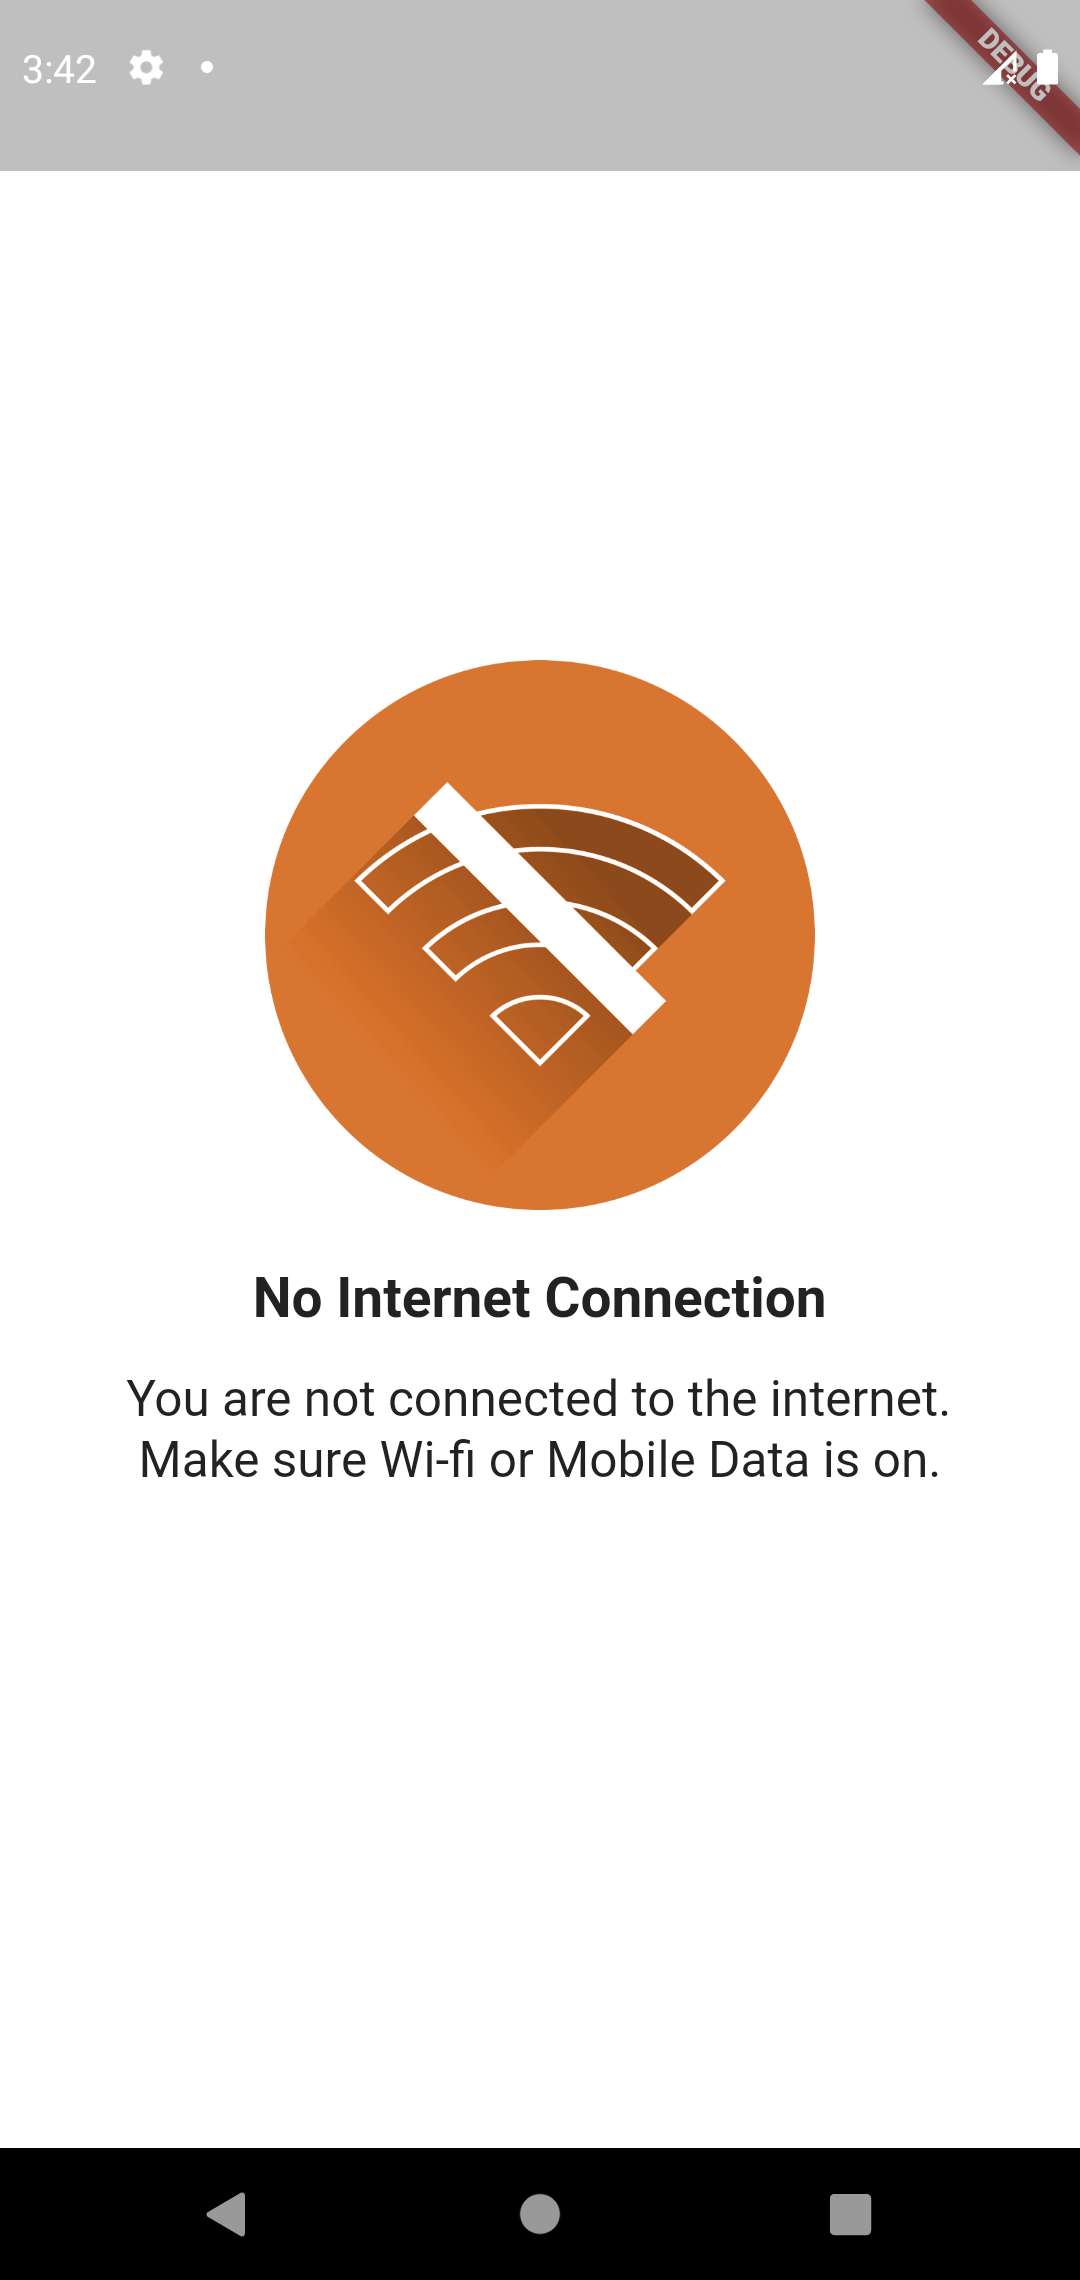 3:42
DEBUG
No Internet Connection
You are not connected to the internet.
Make sure Wi-fi or Mobile Data is on.